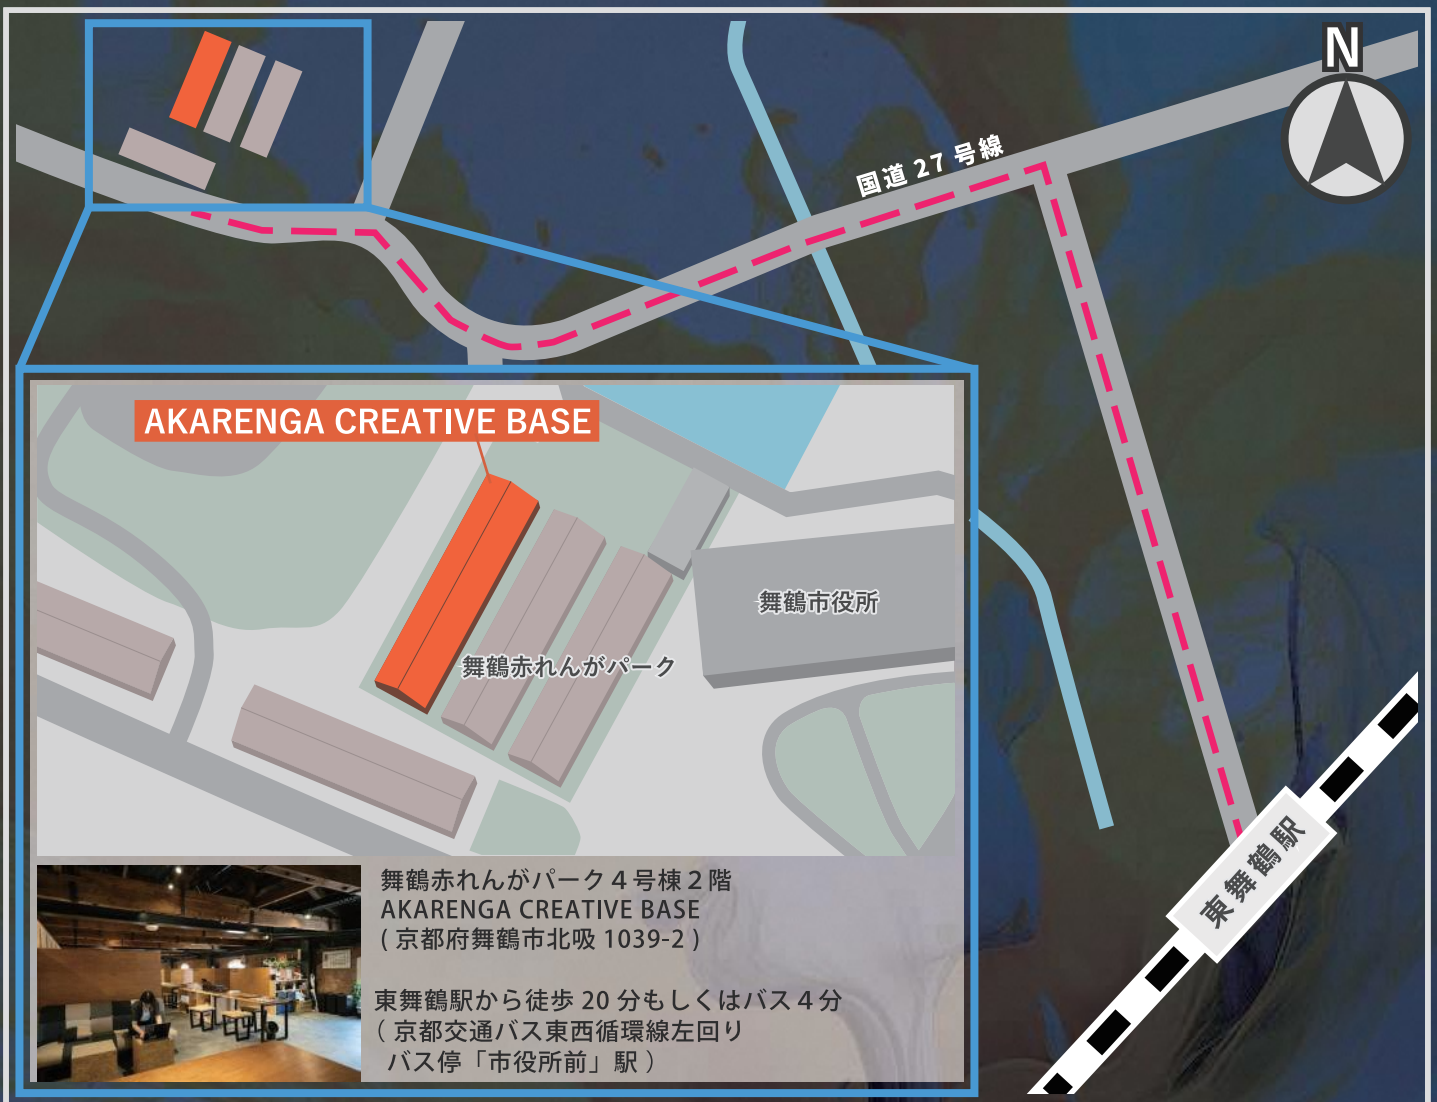 N
国道 27 号線
AKARENGA CREATIVE BASE
舞鶴市役所
舞鶴赤れんがパーク
東舞鶴駅
舞鶴赤れんがパーク４号棟２階
AKARENGA CREATIVE BASE
( 京都府舞鶴市北吸 1039-2 )
東舞鶴駅から徒歩 20 分もしくはバス４分
( 京都交通バス東西循環線左回り
バス停「市役所前」駅 )